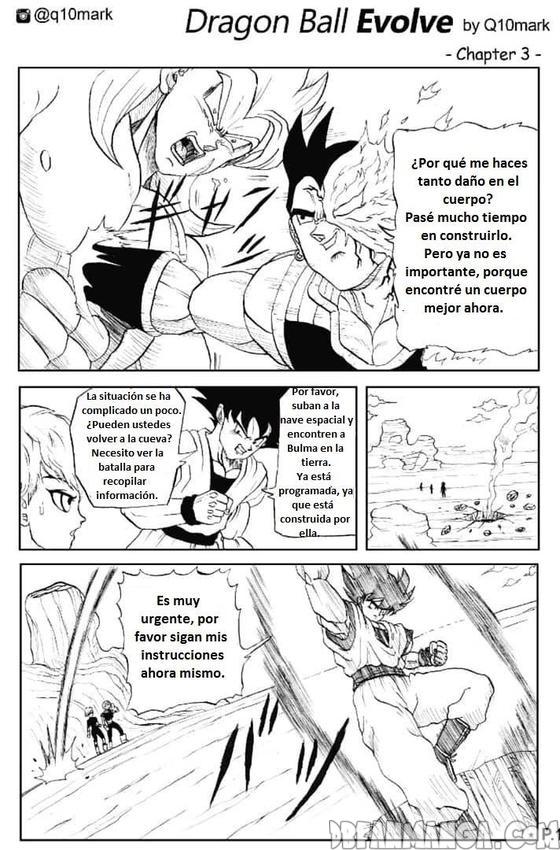 @q10mark
Dragon Ball Evolve by Q10mark
- Chapter 3 -
¿Por qué me haces
tanto daño en el
cuerpo?
Pasé mucho tiempo
en construirlo.
Pero ya no es
importante, porque
encontré un cuerpo
mejor ahora.
La situación se ha
complicado un poco.
¿Pueden ustedes
volver a la cueva?
Necesito ver la
batalla para
recopilar
información.
Por favor,
suban a la
nave espacial y
encontren a
Bulma en la
tierra.
Ya está
programada, ya
que está
construida por
ella.
Es muy
urgente, por
favor sigan mis
instrucciones
ahora mismo.
DBFANMANGA.COM
P.1